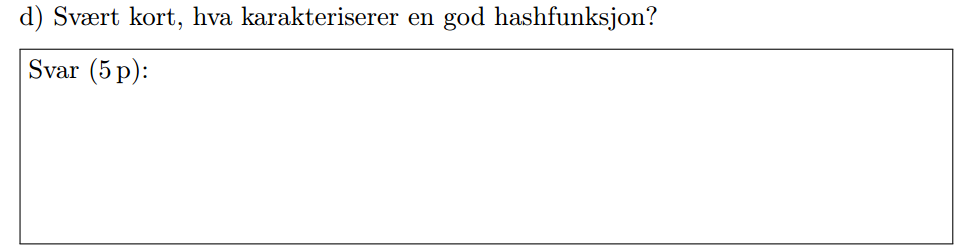 d) Svært kort, hva karakteriserer en god hashfunksjon?
Svar (5 p):